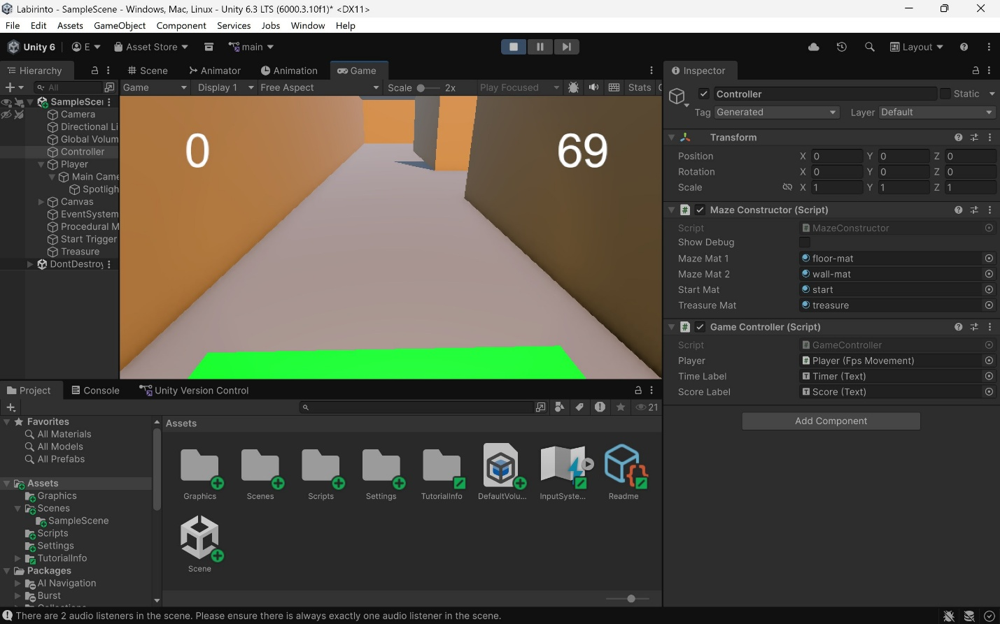 Labirinto - SampleScene - Windows, Mac, Linux - Unity 6.3 LTS (6000.3.10f1)* <DX11>
File Edit Assets GameObject Component Services Jobs Window Help
Unity 6 E Asset Store main Layout
Hierarchy Scene Animator Animation Game Inspector
All Game Display 1 Free Aspect Scale 2x Play Focused Stats
SampleScei
Camera
Directional Li
Global Volum
Controller
Player
Main Came
Spotligh
Canvas
EventSystem
Procedural M
Start Trigger
Treasure
DontDestroy
0 69
Controller Static
Tag Generated Layer Default
Transform
Position X 0 Y 0 Z 0
Rotation X 0 Y 0 Z 0
Scale X 1 Y 1 Z 1
Maze Constructor (Script)
Script MazeConstructor
Show Debug
Maze Mat 1 floor-mat
Maze Mat 2 wall-mat
Start Mat start
Treasure Mat treasure
Game Controller (Script)
Script GameController
Player Player (Fps Movement)
Time Label Timer (Text)
Score Label Score (Text)
Add Component
Project Console Unity Version Control
21
Favorites
All Materials
All Models
All Prefabs
Assets
Graphics
Scenes
SampleScene
Scripts
Settings
TutorialInfo
Packages
AI Navigation
Burst
Assets
Graphics Scenes Scripts Settings TutorialInfo DefaultVolu... InputSyste... Readme
Scene
There are 2 audio listeners in the scene. Please ensure there is always exactly one audio listener in the scene.